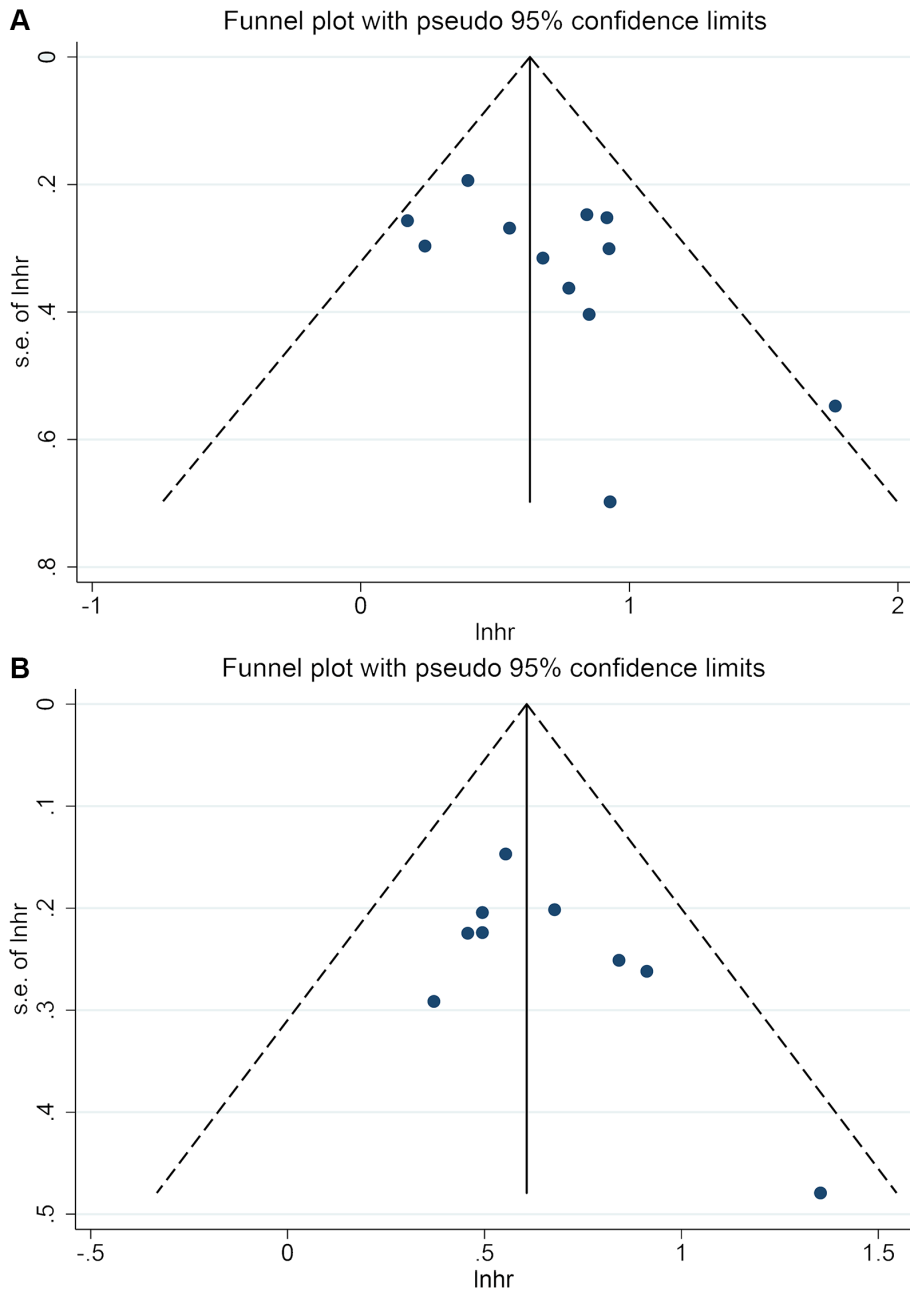 A
Funnel plot with pseudo 95% confidence limits
s.e. of lnhr
0
.2
.4
.6
.8
-1
0
1
2
lnhr
B
Funnel plot with pseudo 95% confidence limits
s.e. of lnhr
0
.1
.2
.3
.4
.5
-.5
0
.5
1
1.5
lnhr